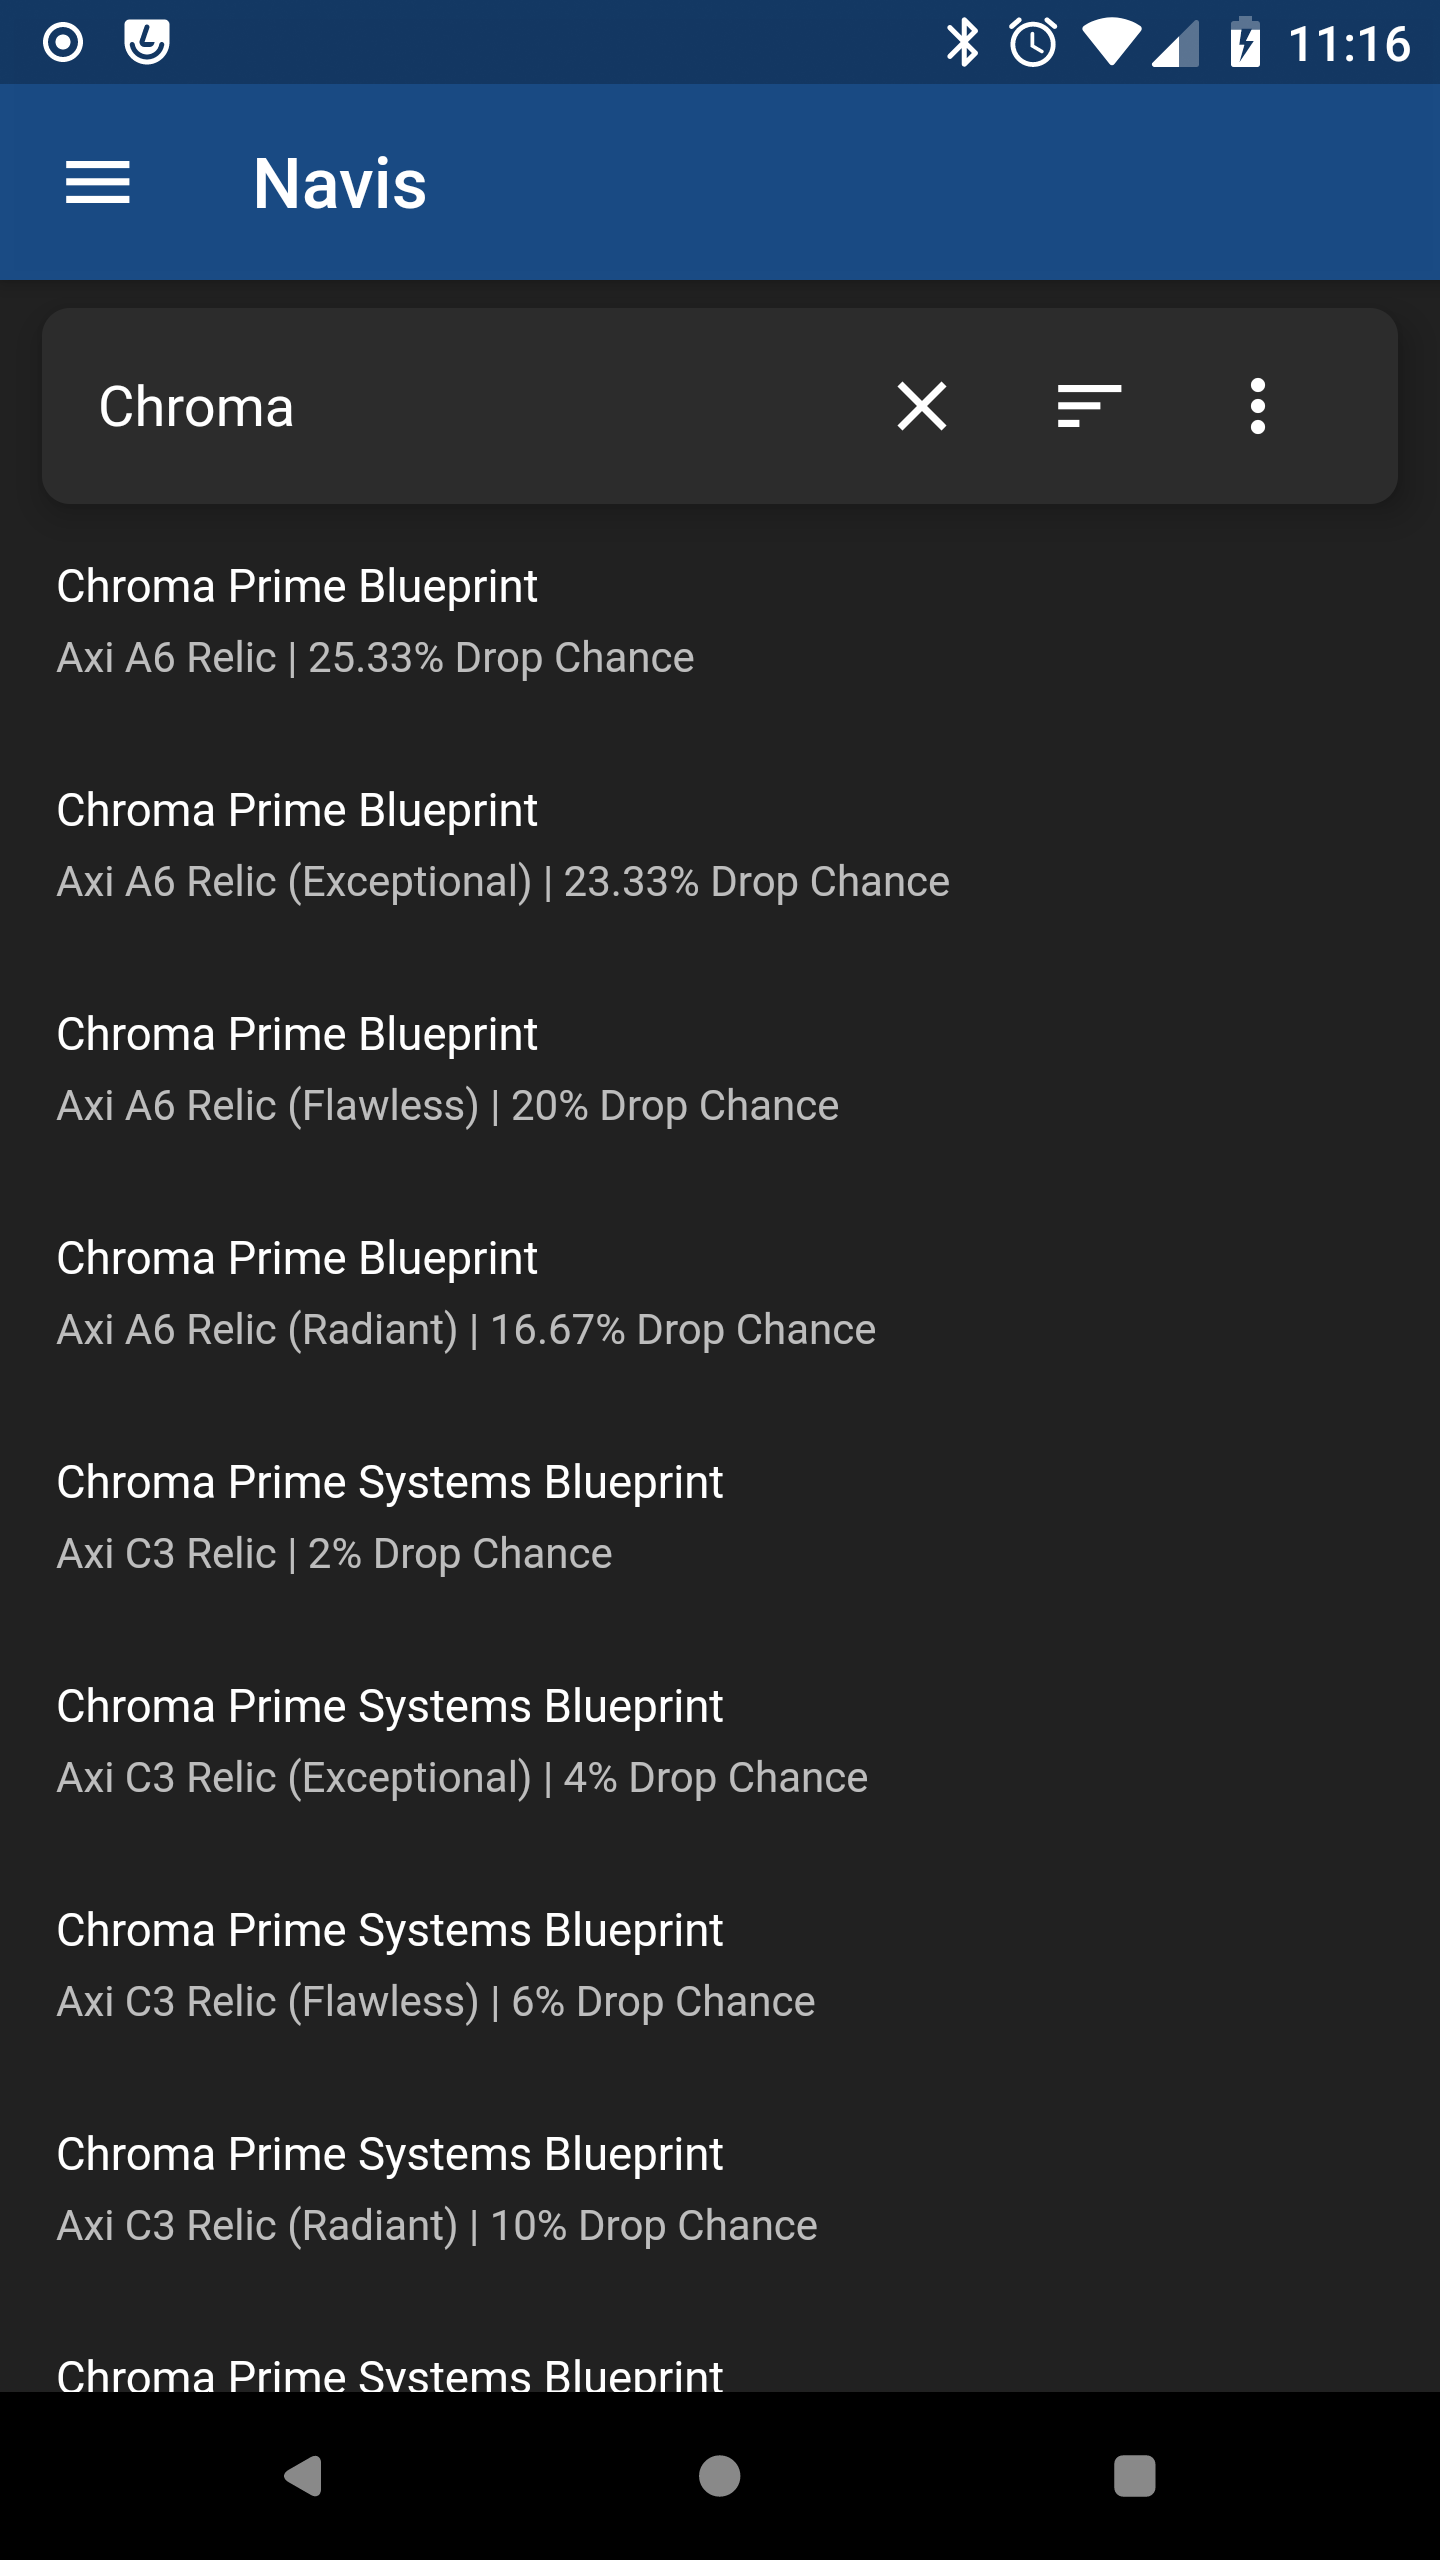 11:16
Navis
Chroma
Chroma Prime Blueprint
Axi A6 Relic | 25.33% Drop Chance
Chroma Prime Blueprint
Axi A6 Relic (Exceptional) | 23.33% Drop Chance
Chroma Prime Blueprint
Axi A6 Relic (Flawless) | 20% Drop Chance
Chroma Prime Blueprint
Axi A6 Relic (Radiant) | 16.67% Drop Chance
Chroma Prime Systems Blueprint
Axi C3 Relic | 2% Drop Chance
Chroma Prime Systems Blueprint
Axi C3 Relic (Exceptional) | 4% Drop Chance
Chroma Prime Systems Blueprint
Axi C3 Relic (Flawless) | 6% Drop Chance
Chroma Prime Systems Blueprint
Axi C3 Relic (Radiant) | 10% Drop Chance
Chroma Prime Systems Blueprint